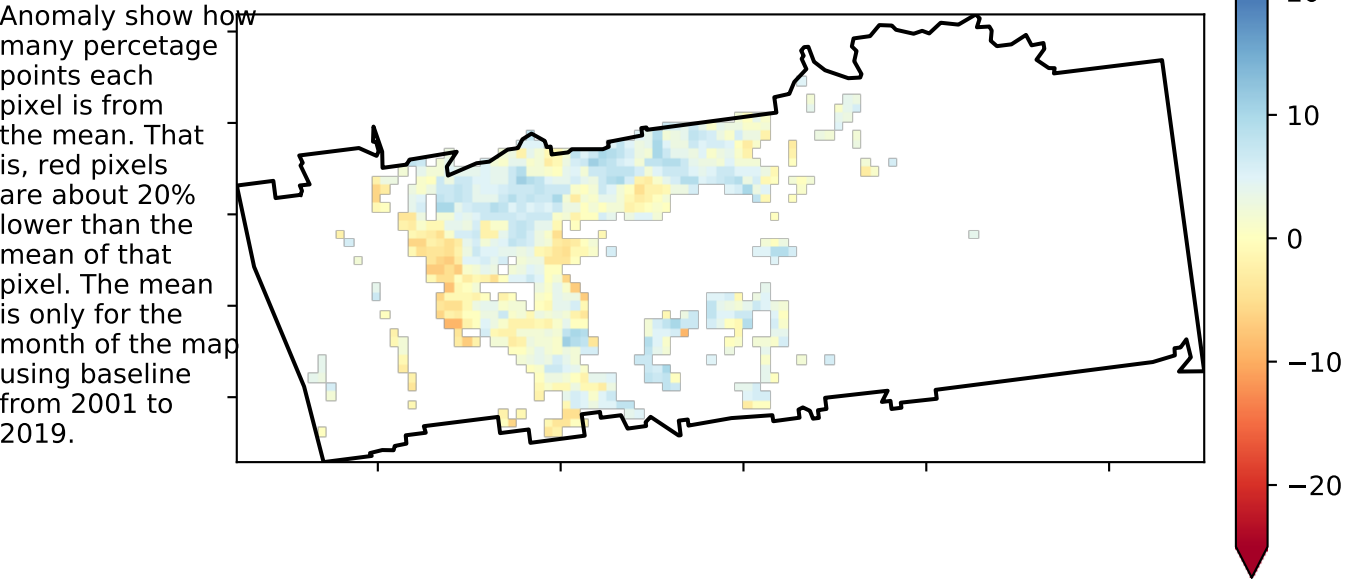 Anomaly show how
many percetage
points each
pixel is from
the mean. That
is, red pixels
are about 20%
lower than the
mean of that
pixel. The mean
is only for the
month of the map
using baseline
from 2001 to
2019.
10
0
−10
−20